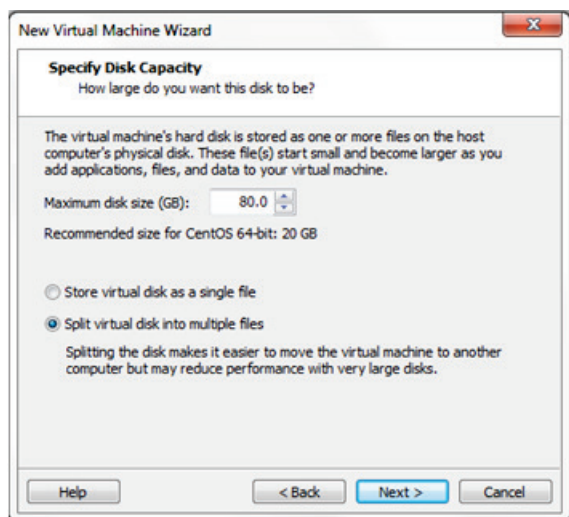 New Virtual Machine Wizard
Specify Disk Capacity
How large do you want this disk to be?
The virtual machine's hard disk is stored as one or more files on the host
computer's physical disk. These file(s) start small and become larger as you
add applications, files, and data to your virtual machine.
Maximum disk size (GB): 80.0
Recommended size for CentOS 64-bit: 20 GB
Store virtual disk as a single file
Split virtual disk into multiple files
Splitting the disk makes it easier to move the virtual machine to another
computer but may reduce performance with very large disks.
Help < Back Next > Cancel